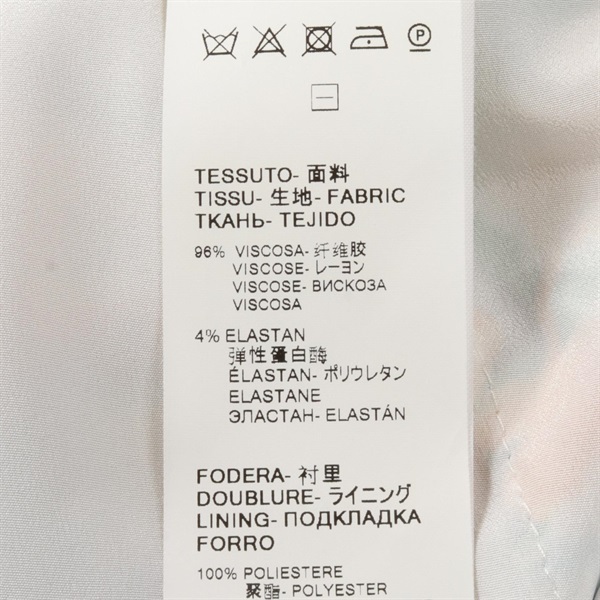 P
TESSUTO- 面料
TISSU- 生地- FABRIC
ТКАНЬ- TEJIDO
96% VISCOSA- 纤维胶
VISCOSE- レーヨン
VISCOSE- ВИСКОЗА
VISCOSA
4% ELASTAN
弹性蛋白酶
ÉLASTAN- ポリウレタン
ELASTANE
ЭЛАСТАН- ELASTÁN
FODERA- 衬里
DOUBLURE- ライニング
LINING- ПОДКЛАДКА
FORRO
100% POLIESTERE
聚酯- POLYESTER